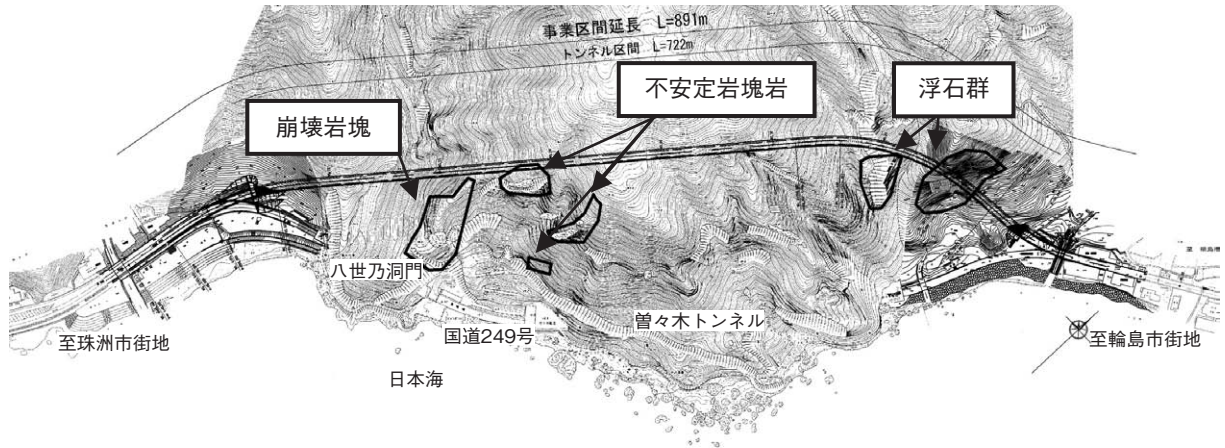 事業区間延長 L=891m
トンネル区間 L=722m
不安定岩塊岩
浮石群
崩壊岩塊
八世乃洞門
国道249号
曽々木トンネル
至珠洲市街地
至輪島市街地
日本海